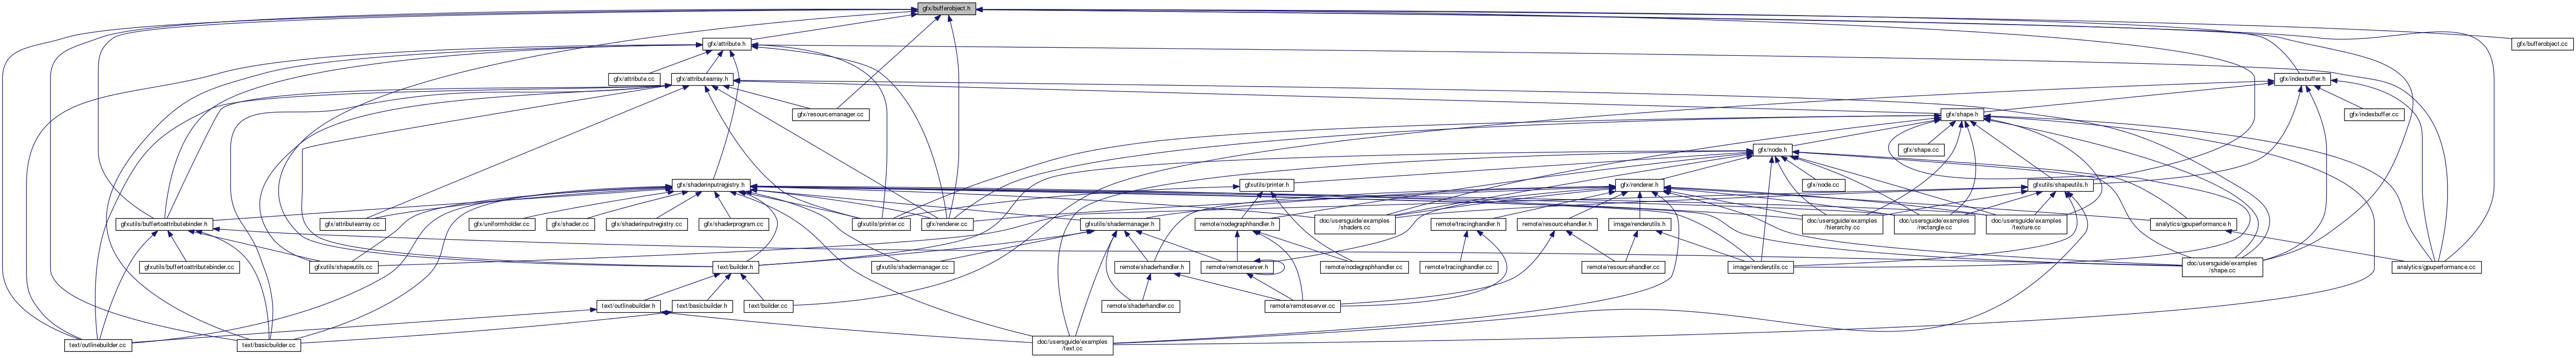 gfx/bufferobject.h
gfx/attribute.h
gfx/bufferobject.cc
gfx/attribute.cc
gfx/attributearray.h
gfx/indexbuffer.h
gfx/resourcemanager.cc
gfx/shape.h
gfx/indexbuffer.cc
gfx/shape.cc
gfx/node.h
gfx/shaderinputregistry.h
gfxutils/printer.h
gfx/renderer.h
gfx/node.cc
gfxutils/shapeutils.h
gfxutils/buffertoattributebinder.h
gfx/attributearray.cc
gfx/uniformholder.cc
gfx/shader.cc
gfx/shaderinputregistry.cc
gfx/shaderprogram.cc
gfxutils/printer.cc
gfx/renderer.cc
gfxutils/shadermanager.h
remote/nodegraphhandler.h
doc/usersguide/examples
/shaders.cc
remote/tracinghandler.h
remote/resourcehandler.h
image/renderutils.h
doc/usersguide/examples
/hierarchy.cc
doc/usersguide/examples
/rectangle.cc
doc/usersguide/examples
/texture.cc
analytics/gpuperformance.h
gfxutils/buffertoattributebinder.cc
gfxutils/shapeutils.cc
text/builder.h
gfxutils/shadermanager.cc
remote/shaderhandler.h
remote/remoteserver.h
remote/nodegraphhandler.cc
remote/tracinghandler.cc
remote/resourcehandler.cc
image/renderutils.cc
doc/usersguide/examples
/shape.cc
analytics/gpuperformance.cc
text/outlinebuilder.h
text/basicbuilder.h
text/builder.cc
remote/shaderhandler.cc
remote/remoteserver.cc
text/outlinebuilder.cc
text/basicbuilder.cc
doc/usersguide/examples
/text.cc